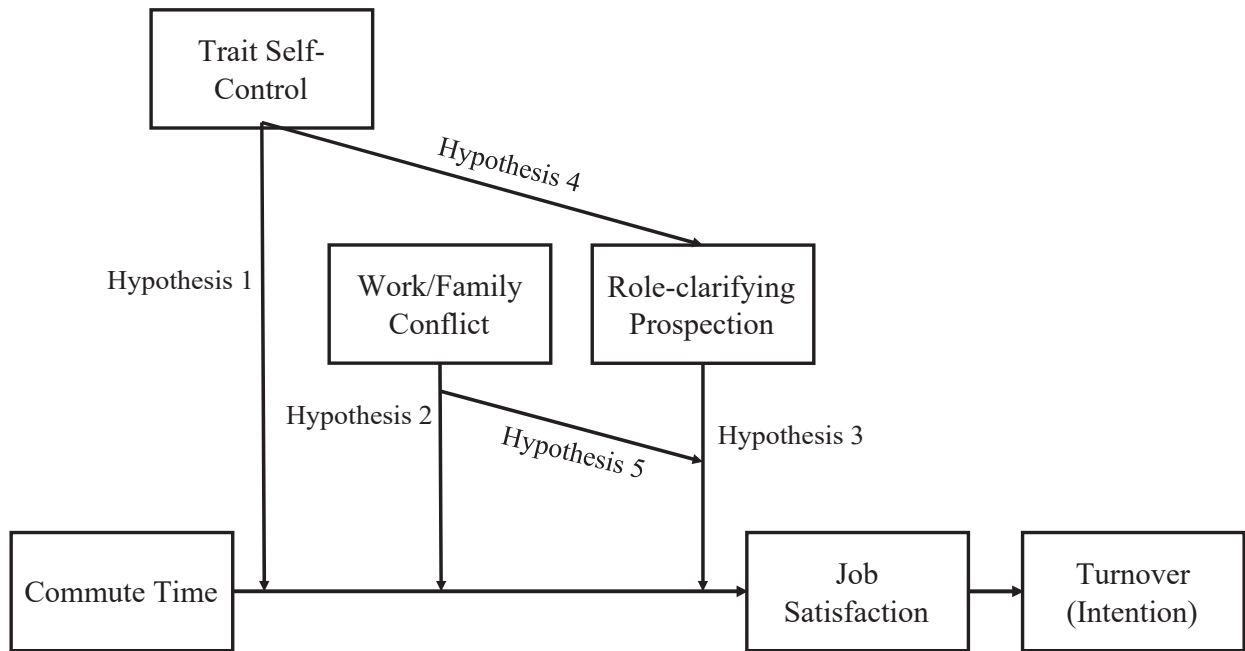 Trait Self-
Control
Hypothesis 4
Hypothesis 1
Work/Family
Conflict
Role-clarifying
Prospection
Hypothesis 2
Hypothesis 5
Hypothesis 3
Commute Time
Job
Satisfaction
Turnover
(Intention)